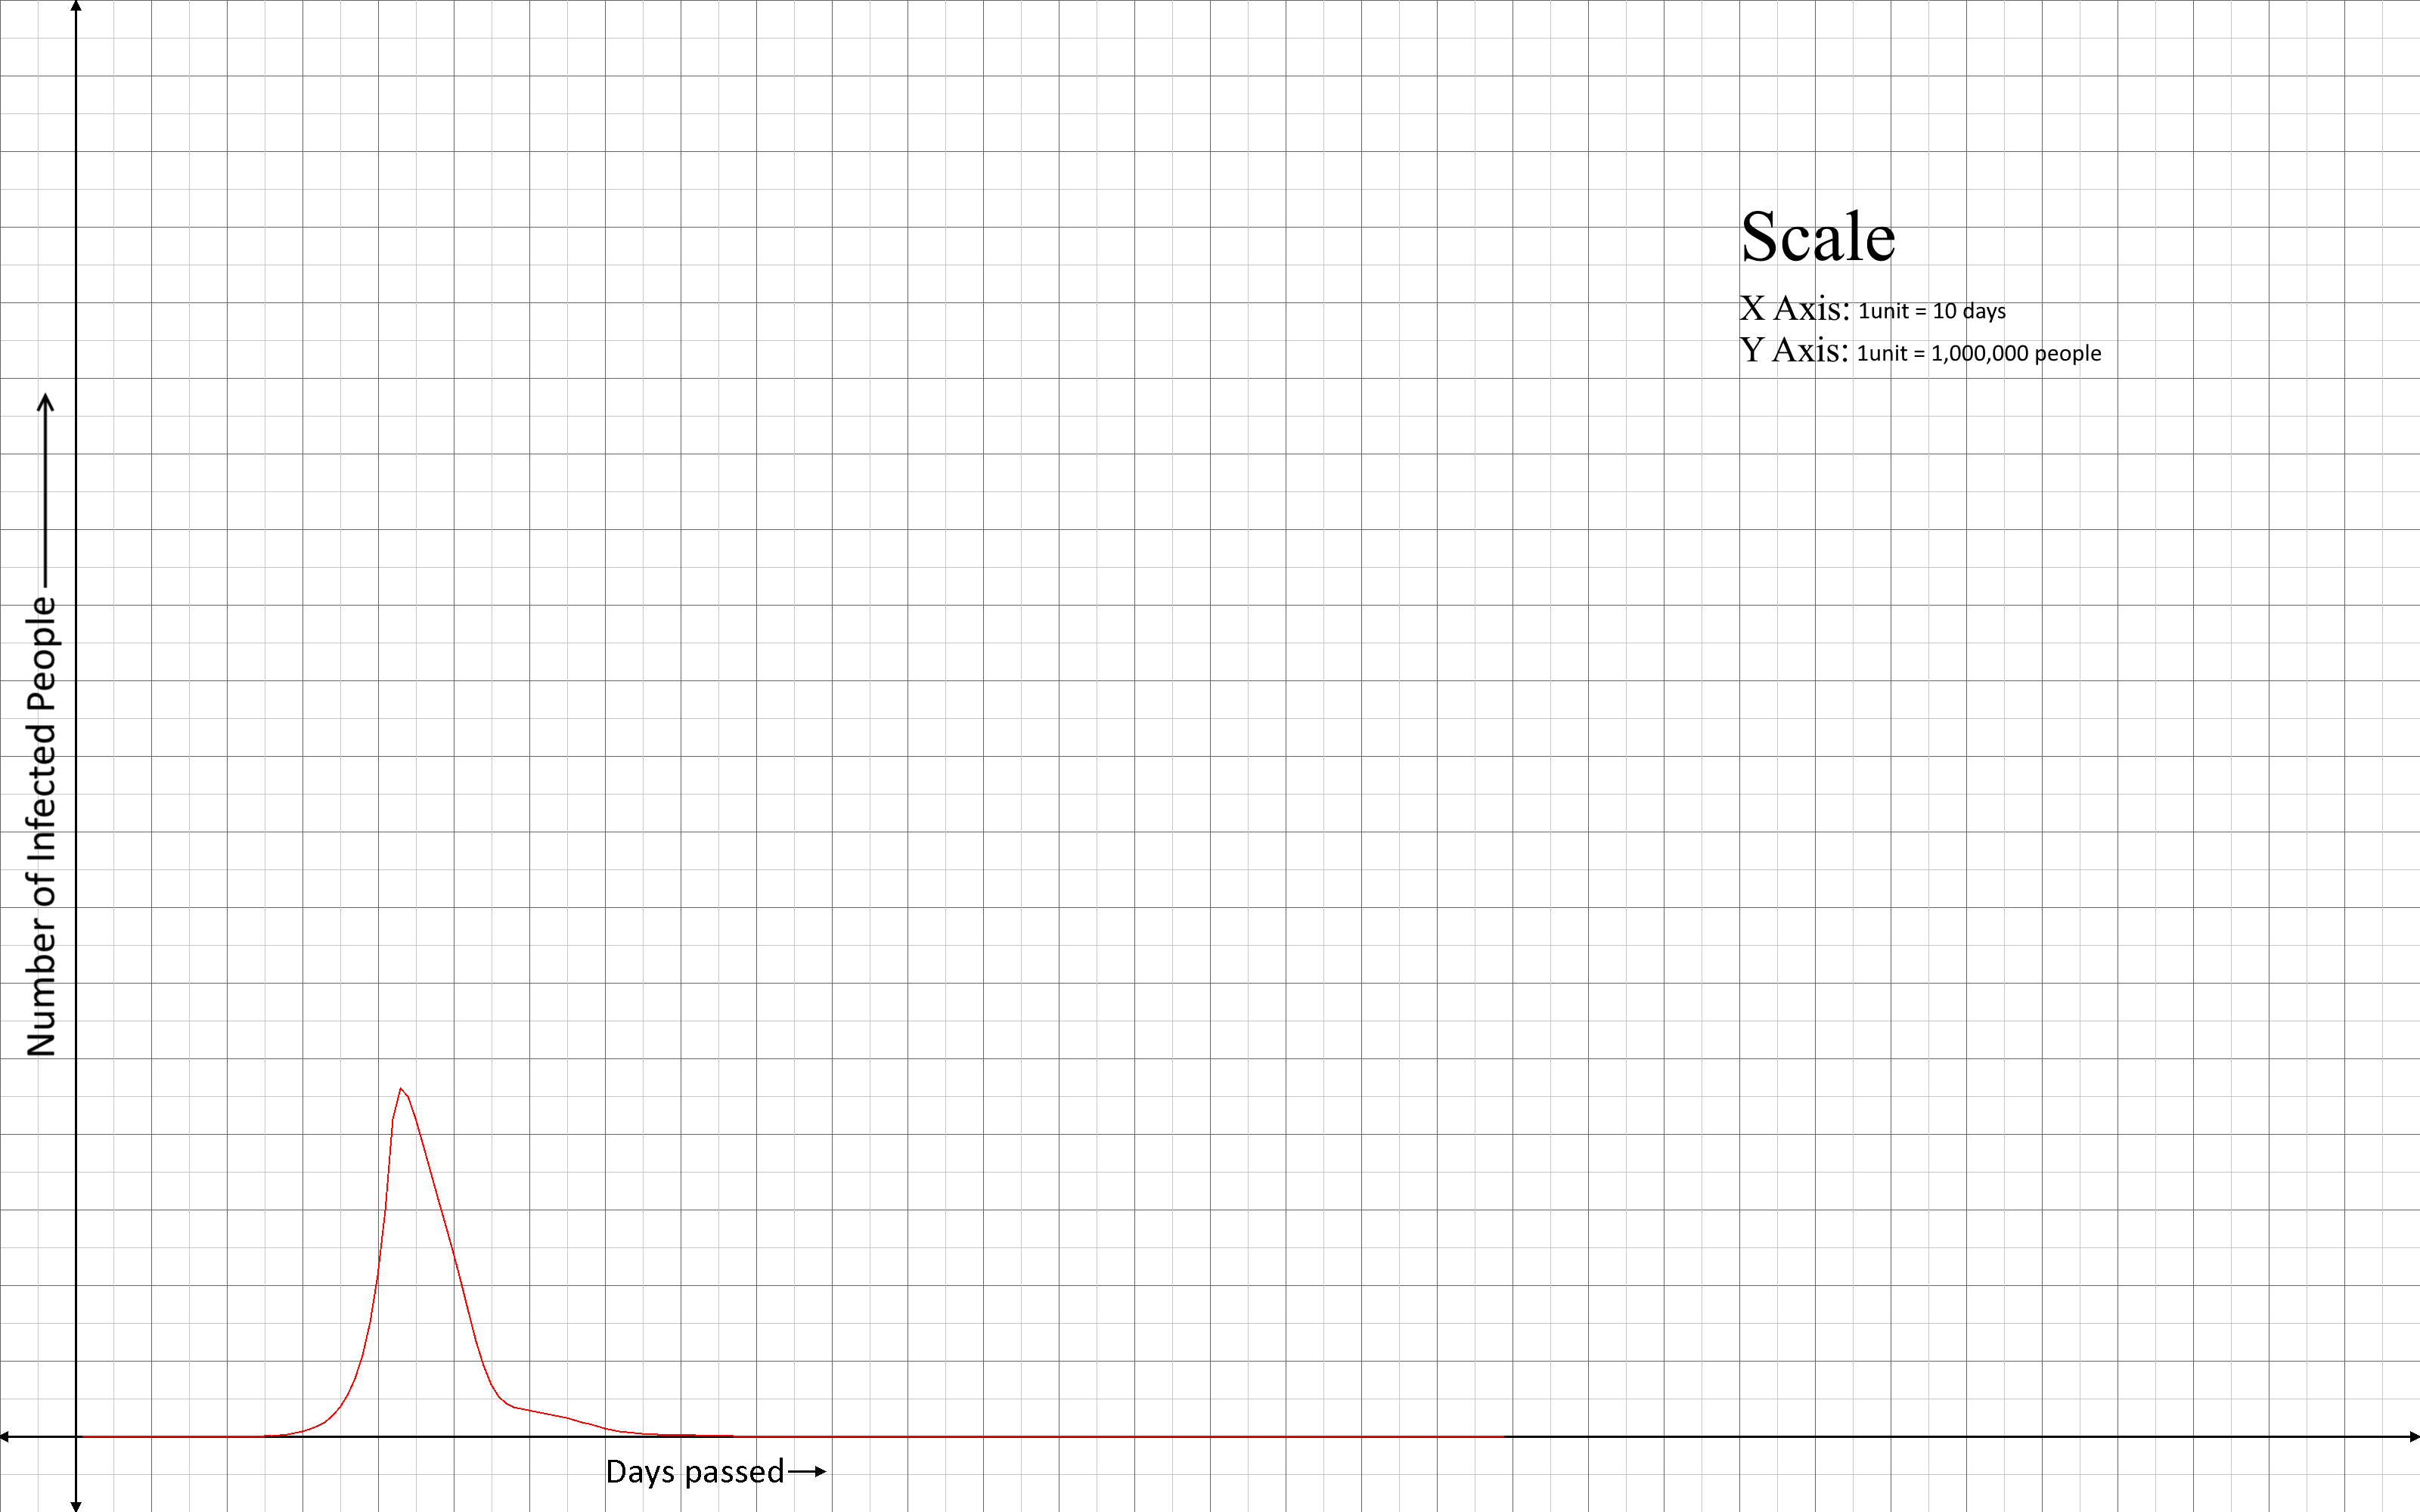 Scale
X Axis: 1unit = 10 days
Y Axis: 1unit = 1,000,000 people
Number of Infected People
Days passed